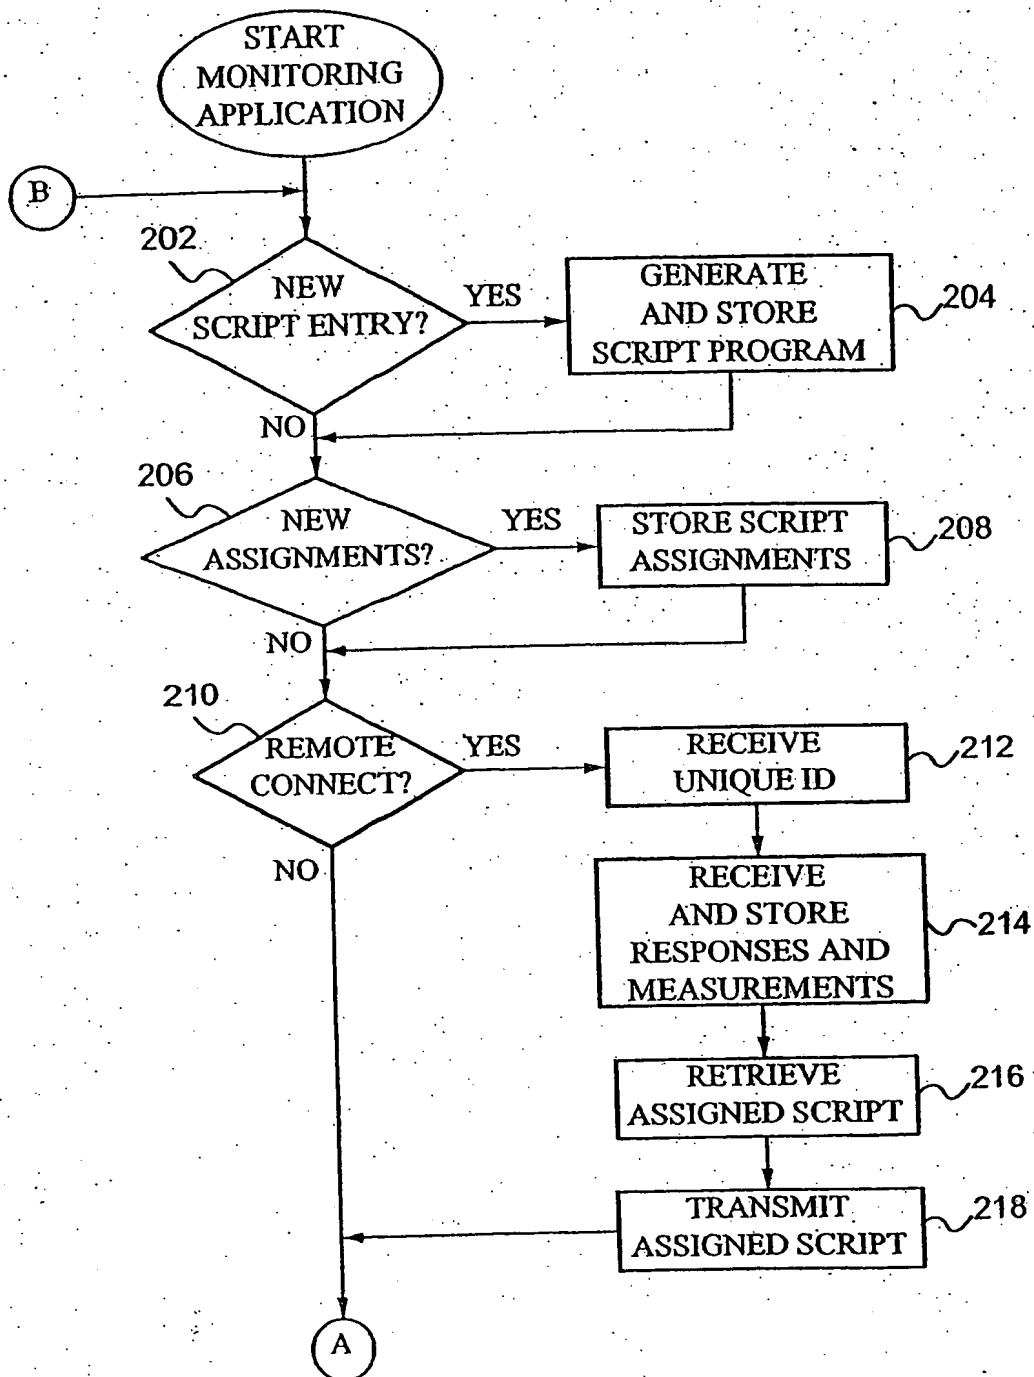 START
MONITORING
APPLICATION
B
202
NEW
SCRIPT ENTRY?
YES
GENERATE
AND STORE
SCRIPT PROGRAM
204
NO
206
NEW
ASSIGNMENTS?
YES
STORE SCRIPT
ASSIGNMENTS
208
NO
210
REMOTE
CONNECT?
YES
RECEIVE
UNIQUE ID
212
NO
RECEIVE
AND STORE
RESPONSES AND
MEASUREMENTS
214
RETRIEVE
ASSIGNED SCRIPT
216
TRANSMIT
ASSIGNED SCRIPT
218
A